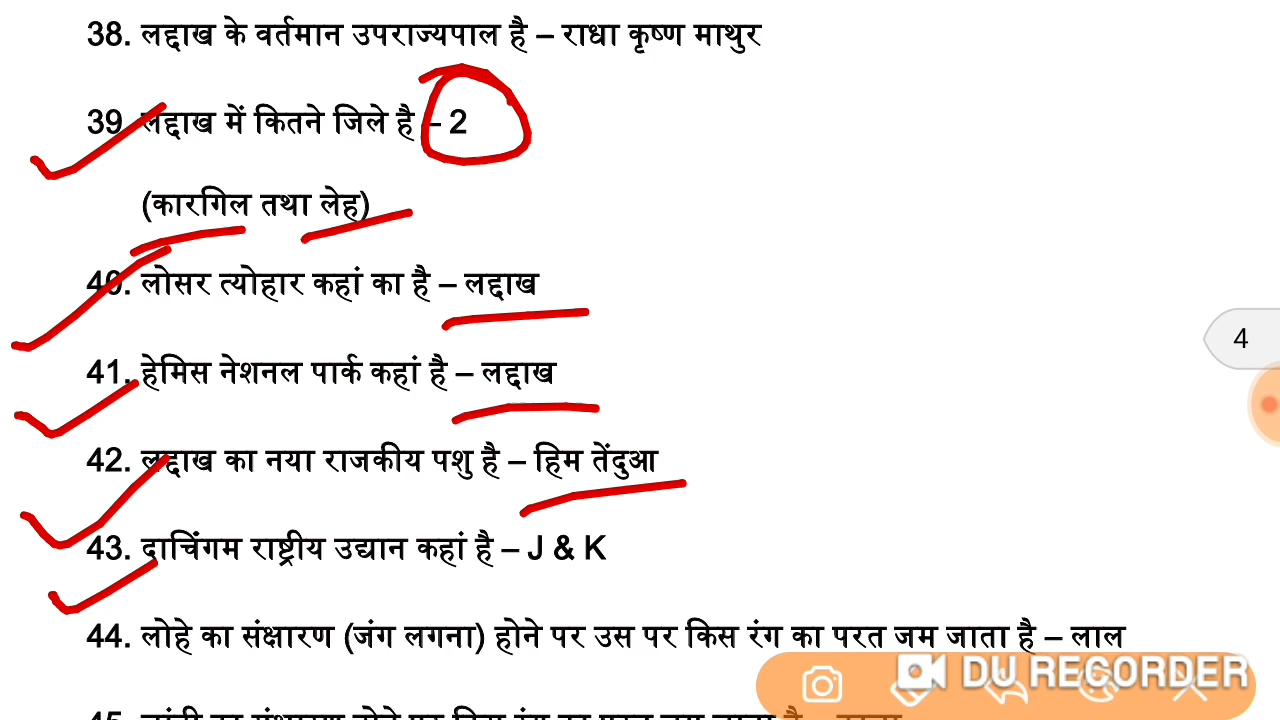 38. लद्दाख के वर्तमान उपराज्यपाल है – राधा कृष्ण माथुर
39. लद्दाख में कितने जिले है – 2
(कारगिल तथा लेह)
40. लोसर त्योहार कहां का है – लद्दाख
41. हेमिस नेशनल पार्क कहां है – लद्दाख
4
42. लद्दाख का नया राजकीय पशु है – हिम तेंदुआ
43. दाचिंगम राष्ट्रीय उद्यान कहां है – J & K
44. लोहे का संक्षारण (जंग लगना) होने पर उस पर किस रंग का परत जम जाता है – लाल
DU RECORDER